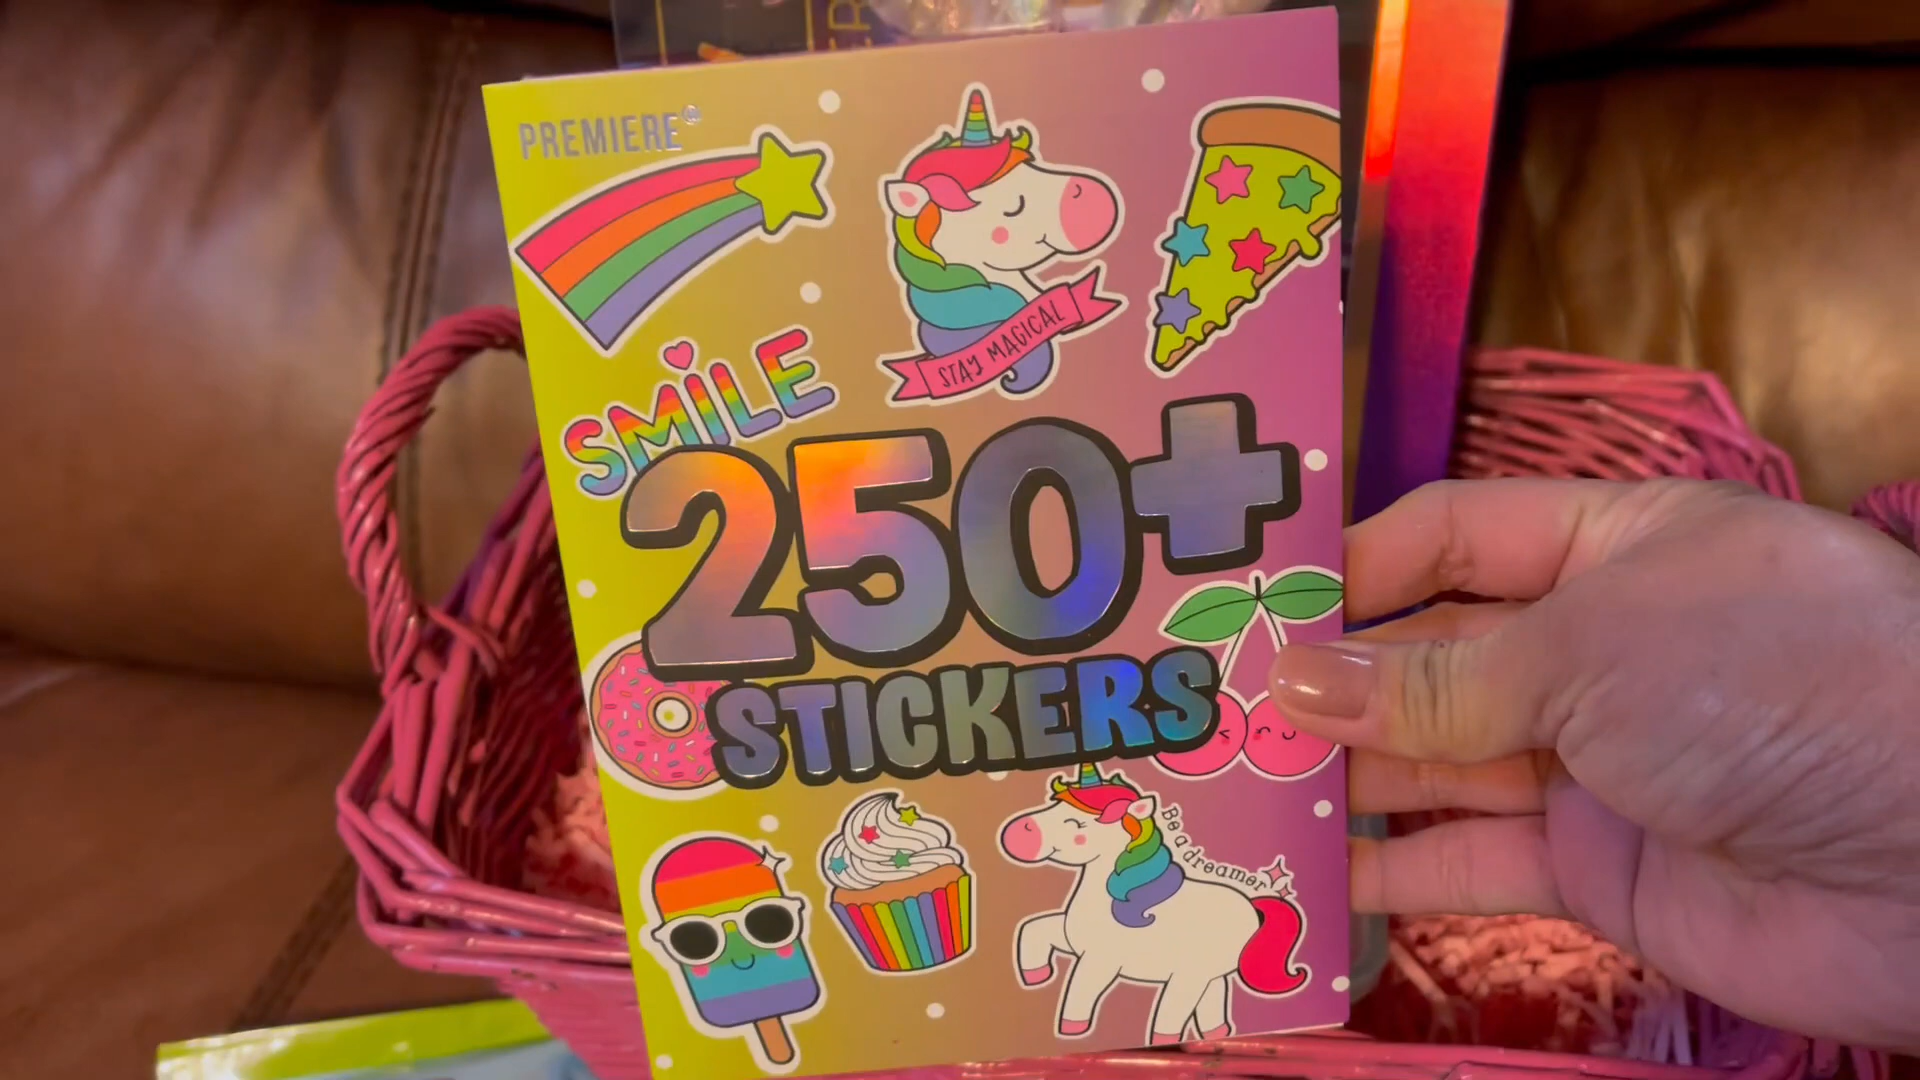 PREMIERE®
STAY MAGICAL
SMILE
250+
STICKERS
Be a dreamer